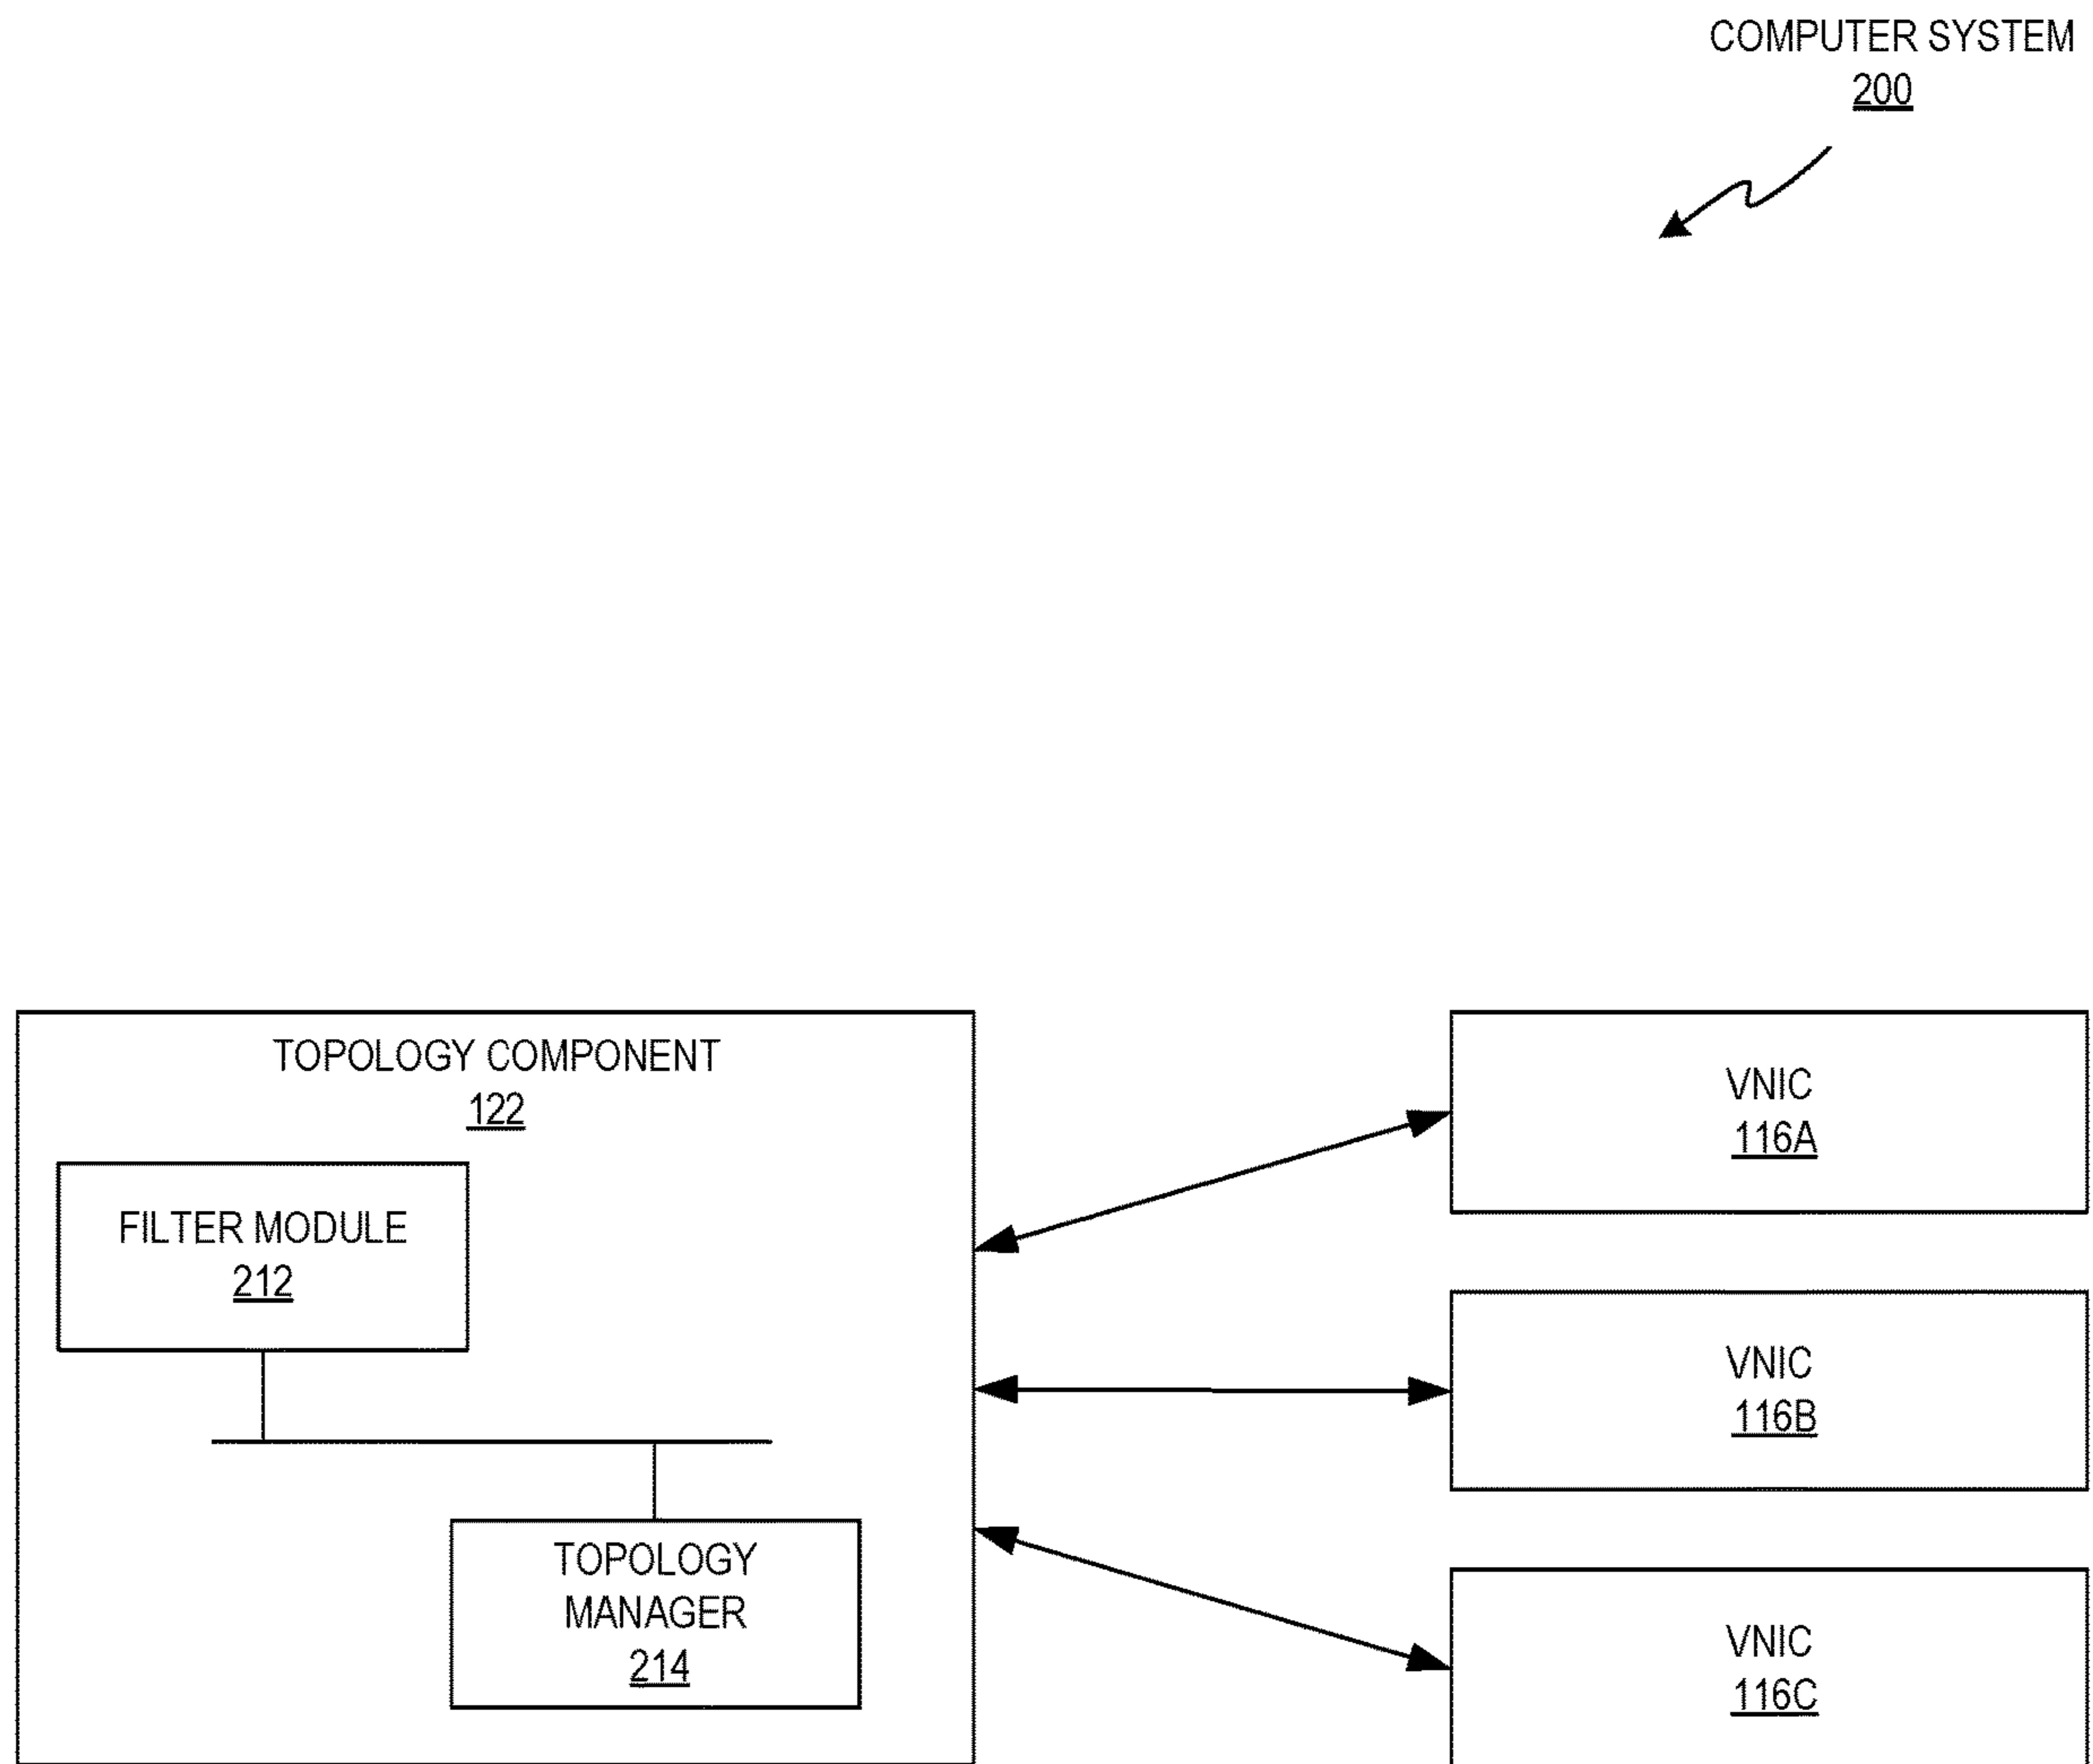 COMPUTER SYSTEM
200
TOPOLOGY COMPONENT
122
FILTER MODULE
212
TOPOLOGY
MANAGER
214
VNIC
116A
VNIC
116B
VNIC
116C